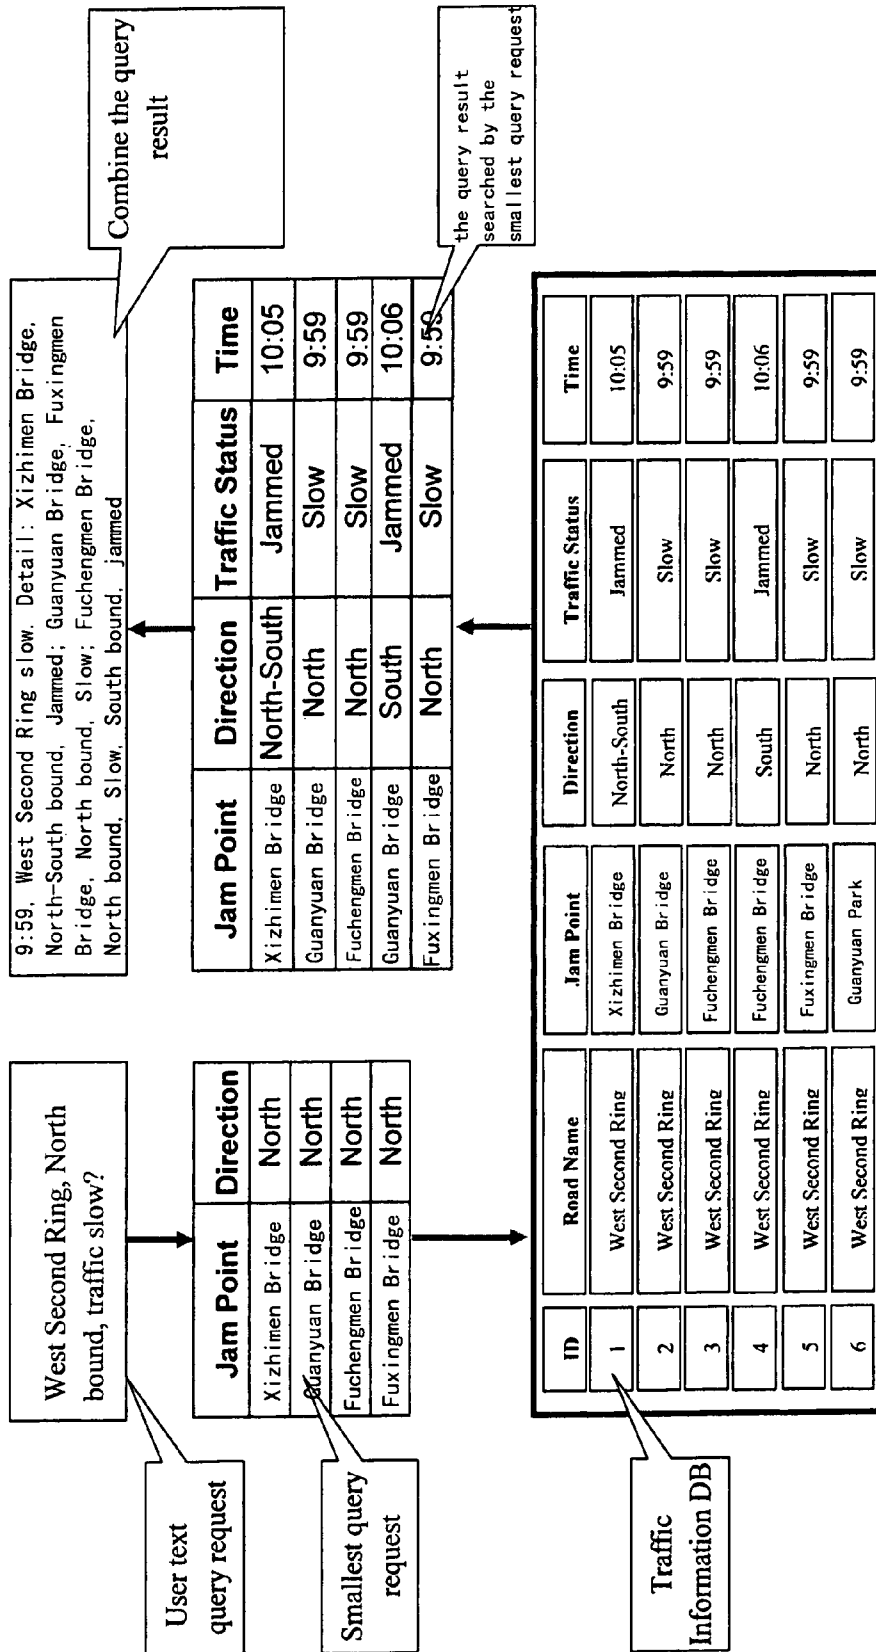 User text
query request
West Second Ring, North
bound, traffic slow?
Smallest query
request
Jam Point Direction
Xizhimen Bridge North
Guanyuan Bridge North
Fuchengmen Bridge North
Fuxingmen Bridge North
9:59, West Second Ring slow. Detail: Xizhimen Bridge,
North-South bound, Jammed; Guanyuan Bridge, Fuxingmen
Bridge, North bound, Slow; Fuchengmen Bridge,
North bound, Slow, South bound, jammed
Combine the query
result
Jam Point Direction Traffic Status Time
Xizhimen Bridge North-South Jammed 10:05
Guanyuan Bridge North Slow 9:59
Fuchengmen Bridge North Slow 9:59
Guanyuan Bridge South Jammed 10:06
Fuxingmen Bridge North Slow 9:59
the query result
searched by the
smallest query request
Traffic
Information DB
ID Road Name Jam Point Direction Traffic Status Time
1 West Second Ring Xizhimen Bridge North-South Jammed 10:05
2 West Second Ring Guanyuan Bridge North Slow 9:59
3 West Second Ring Fuchengmen Bridge North Slow 9:59
4 West Second Ring Fuchengmen Bridge South Jammed 10:06
5 West Second Ring Fuxingmen Bridge North Slow 9:59
6 West Second Ring Guanyuan Park North Slow 9:59